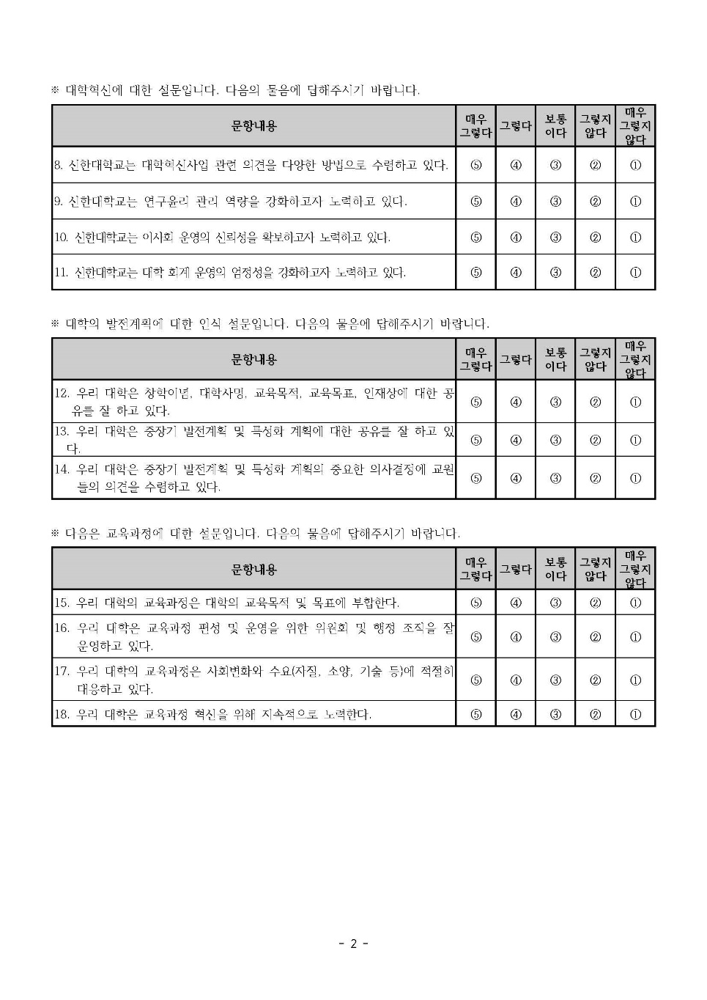 ※ 대학혁신에 대한 설문입니다. 다음의 물음에 답해주시기 바랍니다.
문항내용 매우 그렇다 그렇다 보통 이다 그렇지 않다 매우 그렇지 않다
8. 신한대학교는 대학혁신사업 관련 의견을 다양한 방법으로 수렴하고 있다. ⑤ ④ ③ ② ①
9. 신한대학교는 연구윤리 관리 역량을 강화하고자 노력하고 있다. ⑤ ④ ③ ② ①
10. 신한대학교는 이사회 운영의 신뢰성을 확보하고자 노력하고 있다. ⑤ ④ ③ ② ①
11. 신한대학교는 대학 회계 운영의 엄정성을 강화하고자 노력하고 있다. ⑤ ④ ③ ② ①
※ 대학의 발전계획에 대한 인식 설문입니다. 다음의 물음에 답해주시기 바랍니다.
문항내용 매우 그렇다 그렇다 보통 이다 그렇지 않다 매우 그렇지 않다
12. 우리 대학은 창학이념, 대학사명, 교육목적, 교육목표, 인재상에 대한 공
유를 잘 하고 있다. ⑤ ④ ③ ② ①
13. 우리 대학은 중장기 발전계획 및 특성화 계획에 대한 공유를 잘 하고 있
다. ⑤ ④ ③ ② ①
14. 우리 대학은 중장기 발전계획 및 특성화 계획의 중요한 의사결정에 교원
들의 의견을 수렴하고 있다. ⑤ ④ ③ ② ①
※ 다음은 교육과정에 대한 설문입니다. 다음의 물음에 답해주시기 바랍니다.
문항내용 매우 그렇다 그렇다 보통 이다 그렇지 않다 매우 그렇지 않다
15. 우리 대학의 교육과정은 대학의 교육목적 및 목표에 부합한다. ⑤ ④ ③ ② ①
16. 우리 대학은 교육과정 편성 및 운영을 위한 위원회 및 행정 조직을 잘
운영하고 있다. ⑤ ④ ③ ② ①
17. 우리 대학의 교육과정은 사회변화와 수요(자질, 소양, 기술 등)에 적절히
대응하고 있다. ⑤ ④ ③ ② ①
18. 우리 대학은 교육과정 혁신을 위해 지속적으로 노력한다. ⑤ ④ ③ ② ①
- 2 -